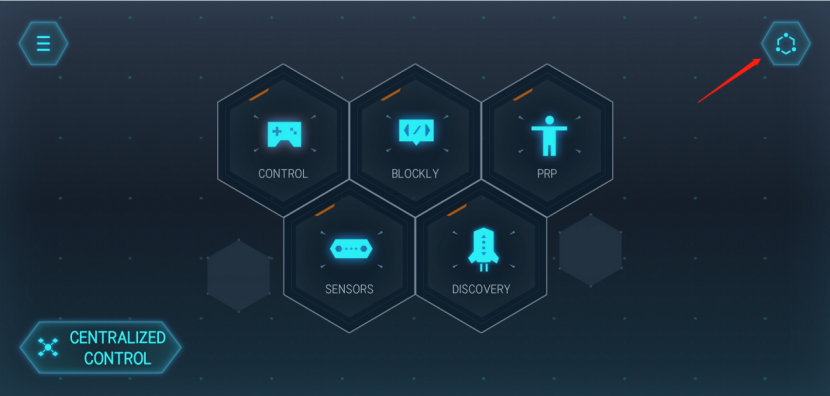 CONTROL
BLOCKLY
PRP
SENSORS
DISCOVERY
CENTRALIZED
CONTROL